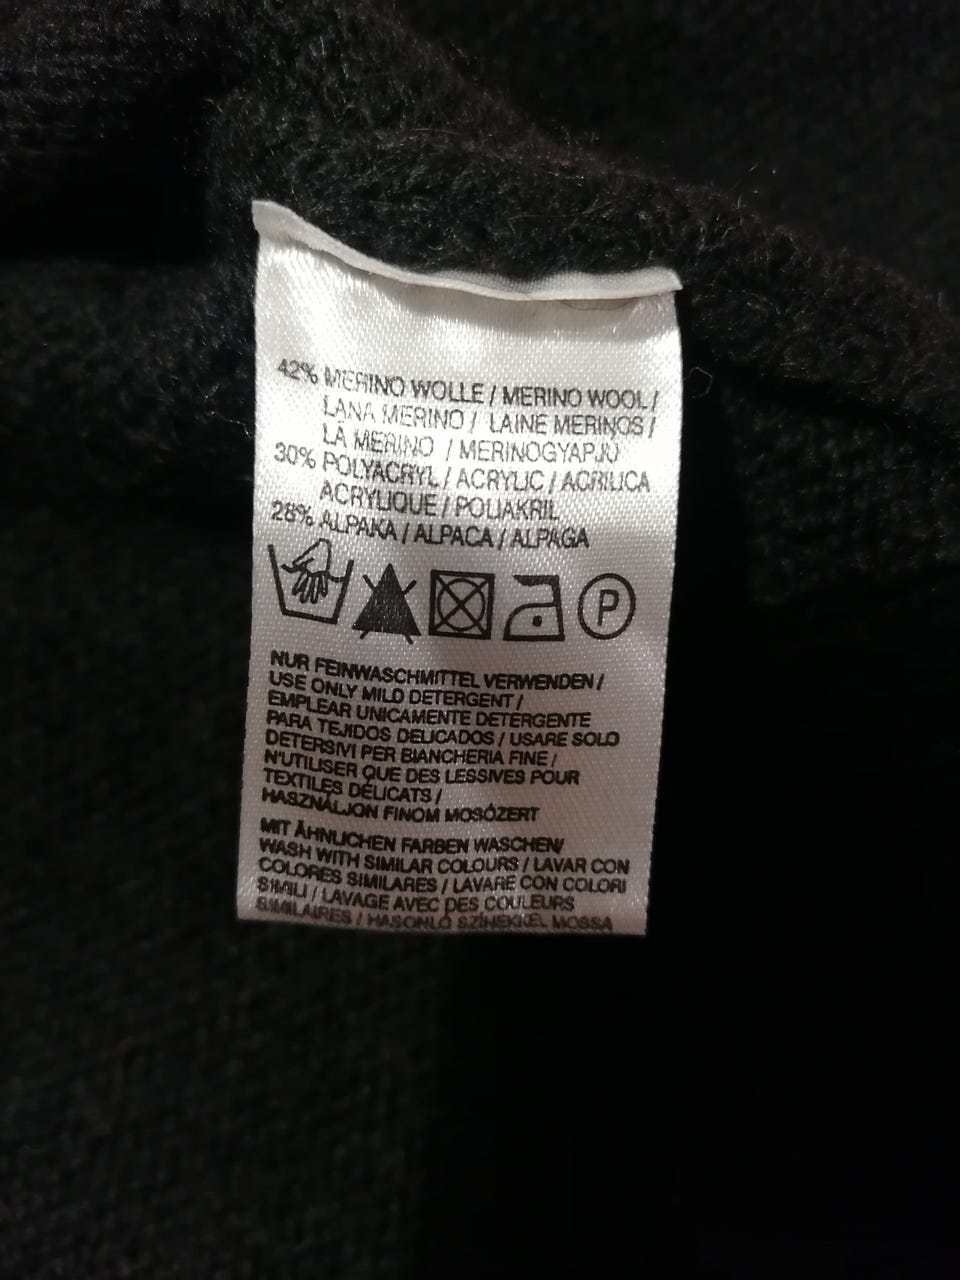 42% MERINO WOLLE / MERINO WOOL /
LANA MERINO / LAINE MERINOS /
LÃ MERINO / MERINOGYAPJÚ
30% POLYACRYL / ACRYLIC / ACRILICA
ACRYLIQUE / POLIAKRIL
28% ALPAKA / ALPACA / ALPAGA
P
NUR FEINWASCHMITTEL VERWENDEN /
USE ONLY MILD DETERGENT /
EMPLEAR UNICAMENTE DETERGENTE
PARA TEJIDOS DELICADOS / USARE SOLO
DETERSIVI PER BIANCHERIA FINE /
N'UTILISER QUE DES LESSIVES POUR
TEXTILES DÉLICATS /
HASZNÁLJON FINOM MOSÓZERT
MIT ÄHNLICHEN FARBEN WASCHEN/
WASH WITH SIMILAR COLOURS / LAVAR CON
COLORES SIMILARES / LAVARE CON COLORI
SIMILI / LAVAGE AVEC DES COULEURS
SIMILAIRES / HASONLÓ SZÍNEKKEL MOSSA